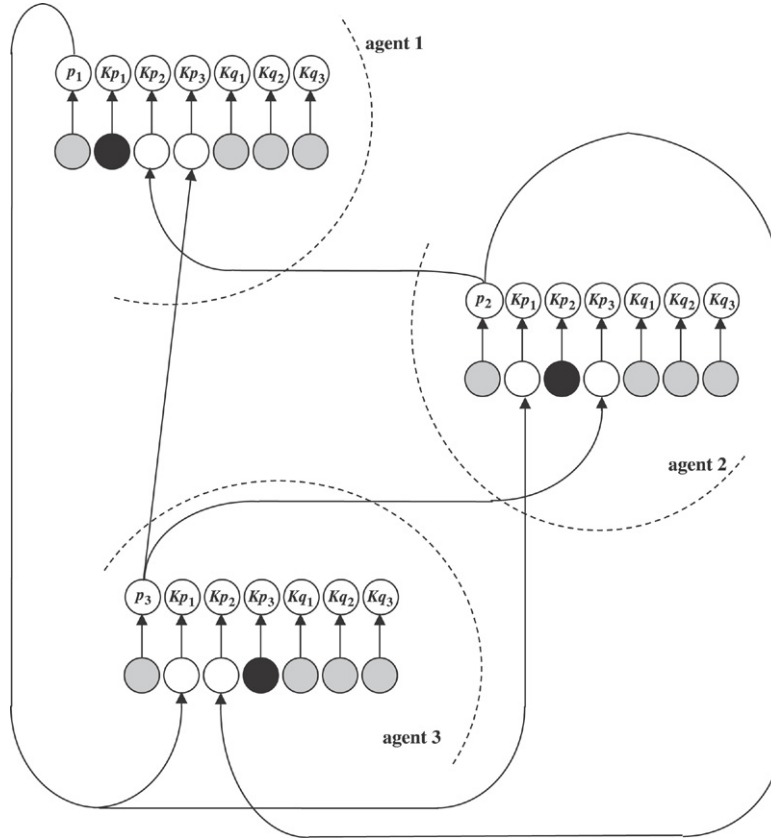 agent 1
p₁ Kp₁ Kp₂ Kp₃ Kq₁ Kq₂ Kq₃
p₂ Kp₁ Kp₂ Kp₃ Kq₁ Kq₂ Kq₃
agent 2
p₃ Kp₁ Kp₂ Kp₃ Kq₁ Kq₂ Kq₃
agent 3